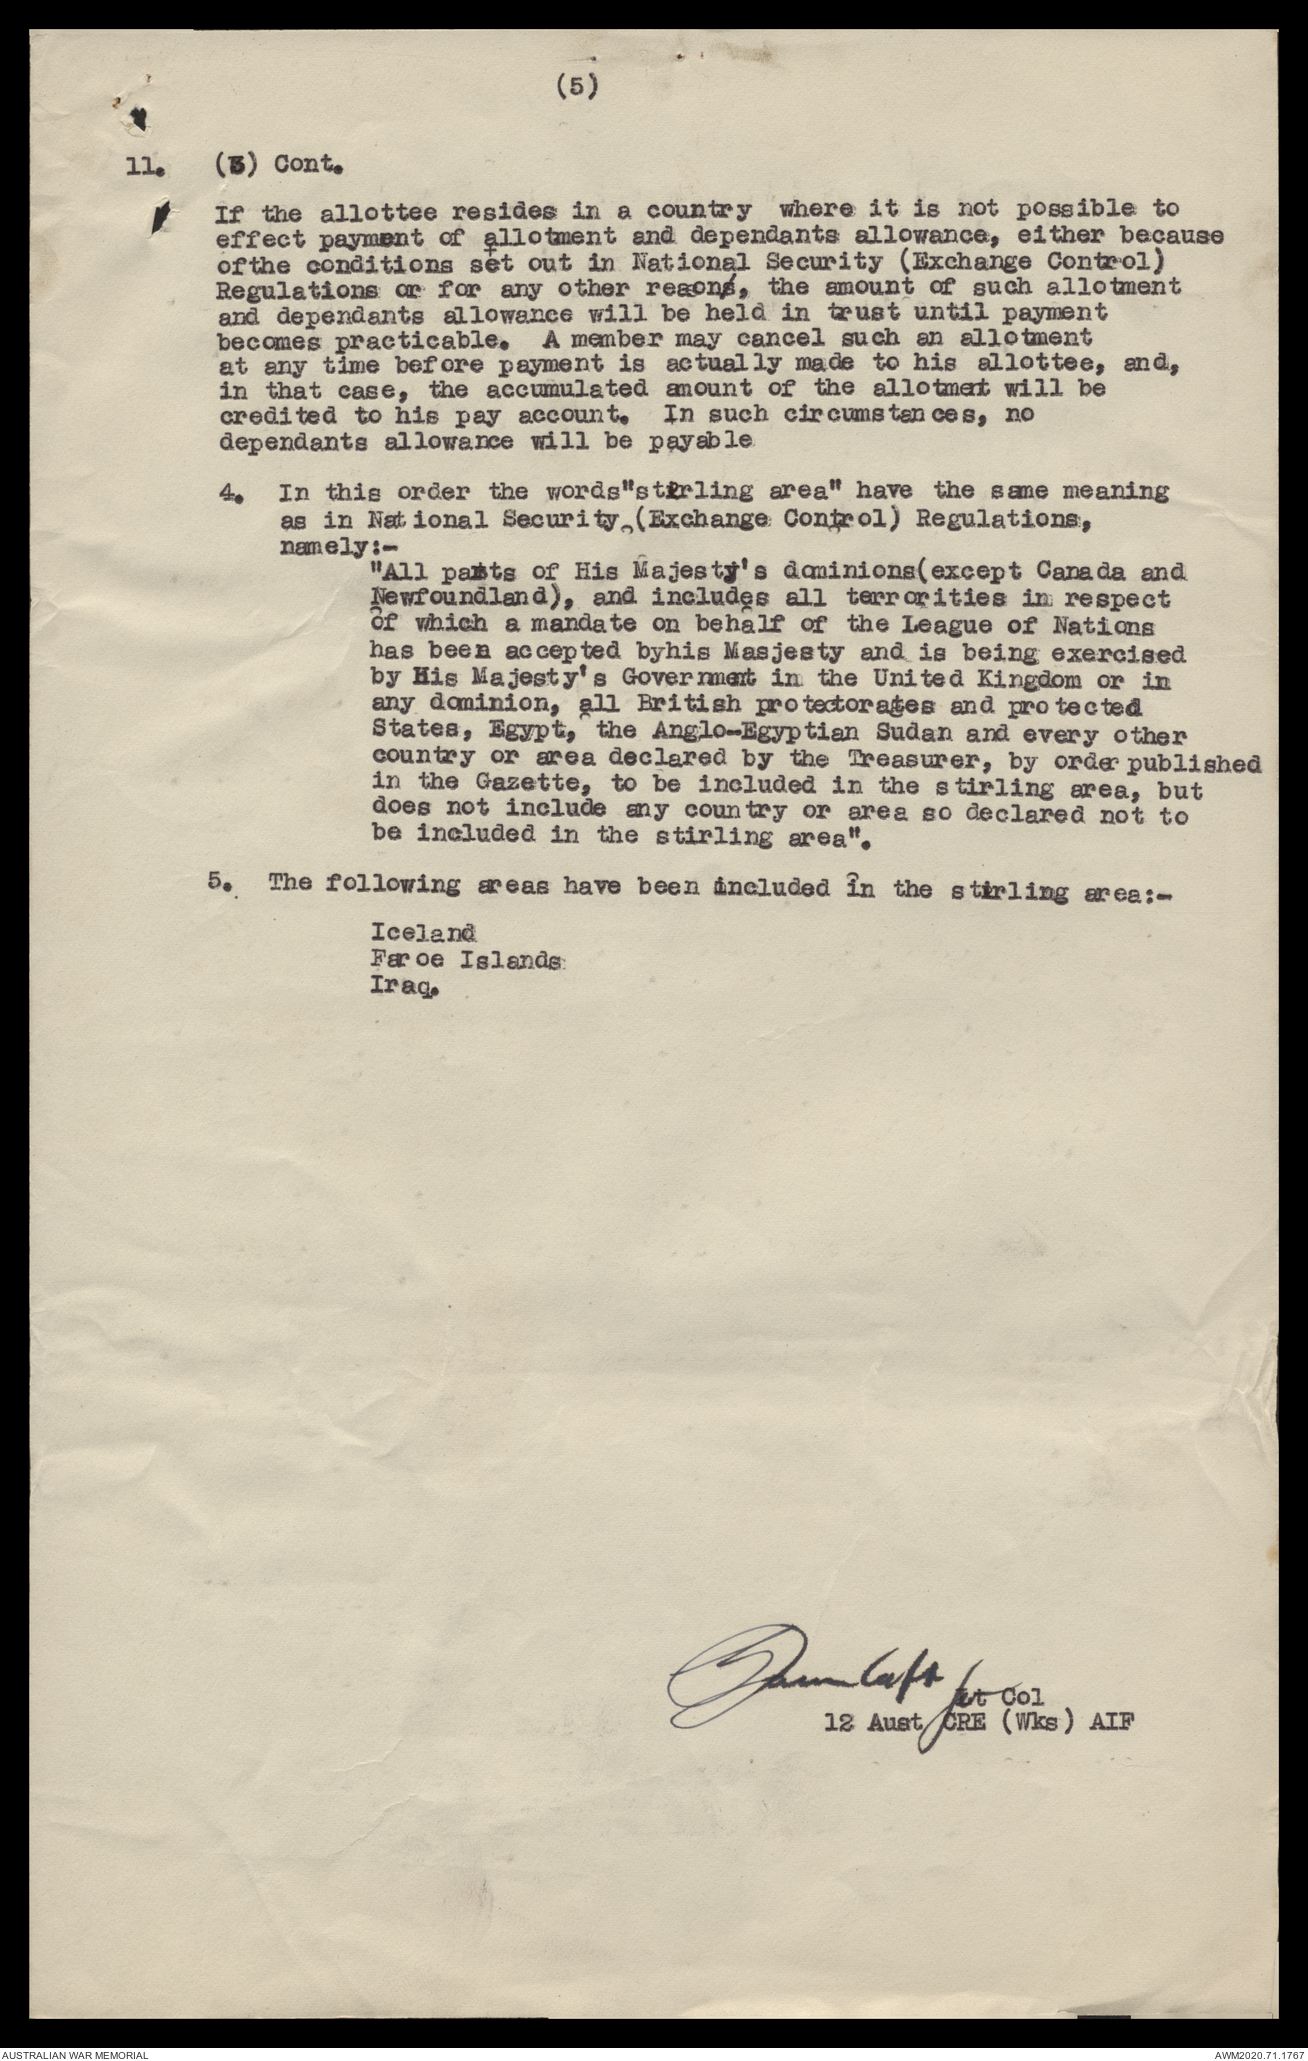 (5)
11. (3) Cont.
If the allottee resides in a country where it is not possible to
effect payment of allotment and dependants allowance, either because
ofthe conditions set out in National Security (Exchange Control)
Regulations or for any other reason, the amount of such allotment
and dependants allowance will be held in trust until payment
becomes practicable. A member may cancel such an allotment
at any time before payment is actually made to his allottee, and,
in that case, the accumulated amount of the allotment will be
credited to his pay account. In such circumstances, no
dependants allowance will be payable
4. In this order the words"stirling area" have the same meaning
as in National Security (Exchange Control) Regulations,
namely:-
"All parts of His Majesty's dominions(except Canada and
Newfoundland), and includes all terrorities in respect
of which a mandate on behalf of the League of Nations
has been accepted byhis Masjesty and is being exercised
by His Majesty's Government in the United Kingdom or in
any dominion, all British protectorates and protected
States, Egypt, the Anglo-Egyptian Sudan and every other
country or area declared by the Treasurer, by order published
in the Gazette, to be included in the stirling area, but
does not include any country or area so declared not to
be included in the stirling area".
5. The following areas have been included in the stirling area:-
Iceland
Faroe Islands
Iraq.
Lt Col
12 Aust CRE (Wks) AIF
AUSTRALIAN WAR MEMORIAL
AWM2020.71.1767